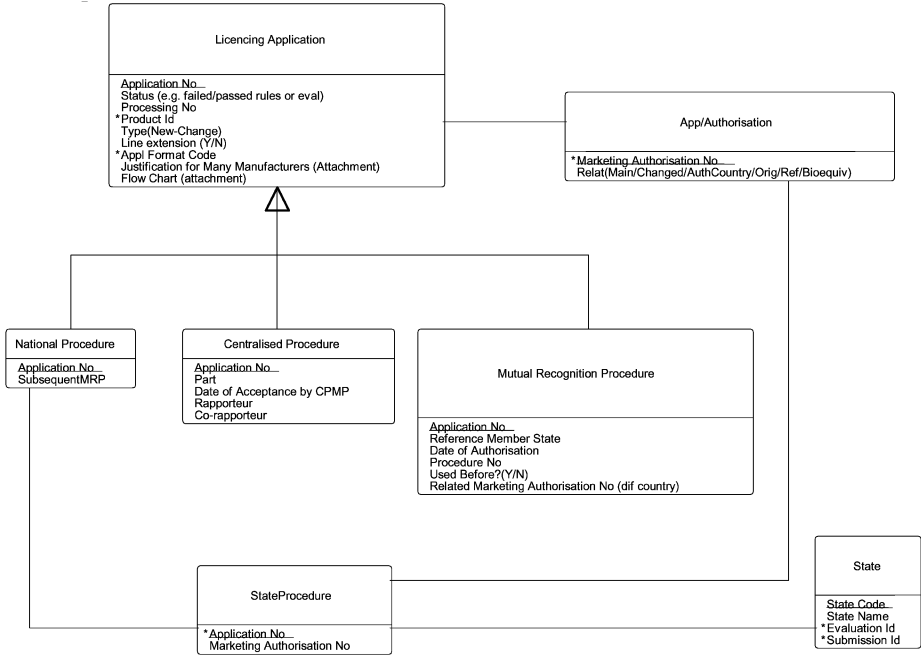 Licencing Application
Application No
Status (e.g. failed/passed rules or eval)
Processing No
*Product Id
Type(New-Change)
Line extension (Y/N)
*Appl Format Code
Justification for Many Manufacturers (Attachment)
Flow Chart (attachment)
App/Authorisation
*Marketing Authorisation No
Relat(Main/Changed/AuthCountry/Orig/Ref/Bioequiv)
National Procedure
Application No
SubsequentMRP
Centralised Procedure
Application No
Part
Date of Acceptance by CPMP
Rapporteur
Co-rapporteur
Mutual Recognition Procedure
Application No
Reference Member State
Date of Authorisation
Procedure No
Used Before?(Y/N)
Related Marketing Authorisation No (dif country)
StateProcedure
*Application No
Marketing Authorisation No
State
State Code
State Name
*Evaluation Id
*Submission Id